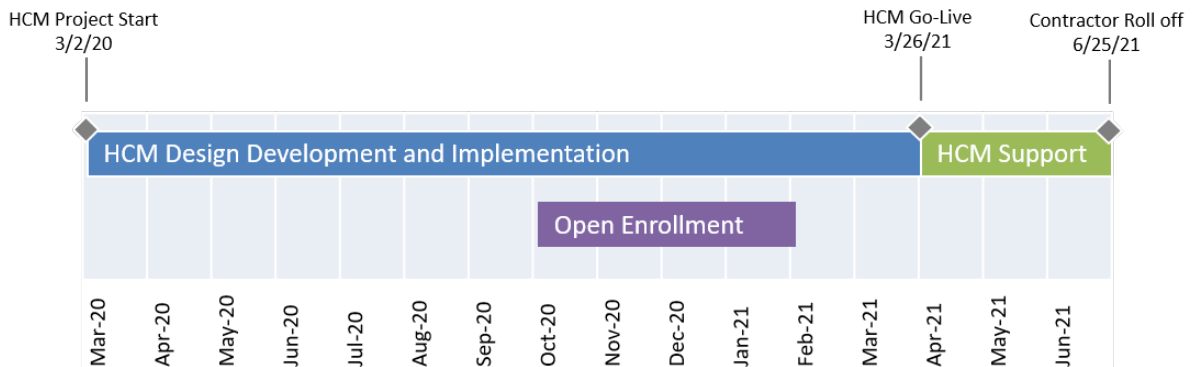 HCM Project Start
3/2/20
HCM Go-Live
3/26/21
Contractor Roll off
6/25/21
HCM Design Development and Implementation
HCM Support
Open Enrollment
Mar-20
Apr-20
May-20
Jun-20
Jul-20
Aug-20
Sep-20
Oct-20
Nov-20
Dec-20
Jan-21
Feb-21
Mar-21
Apr-21
May-21
Jun-21